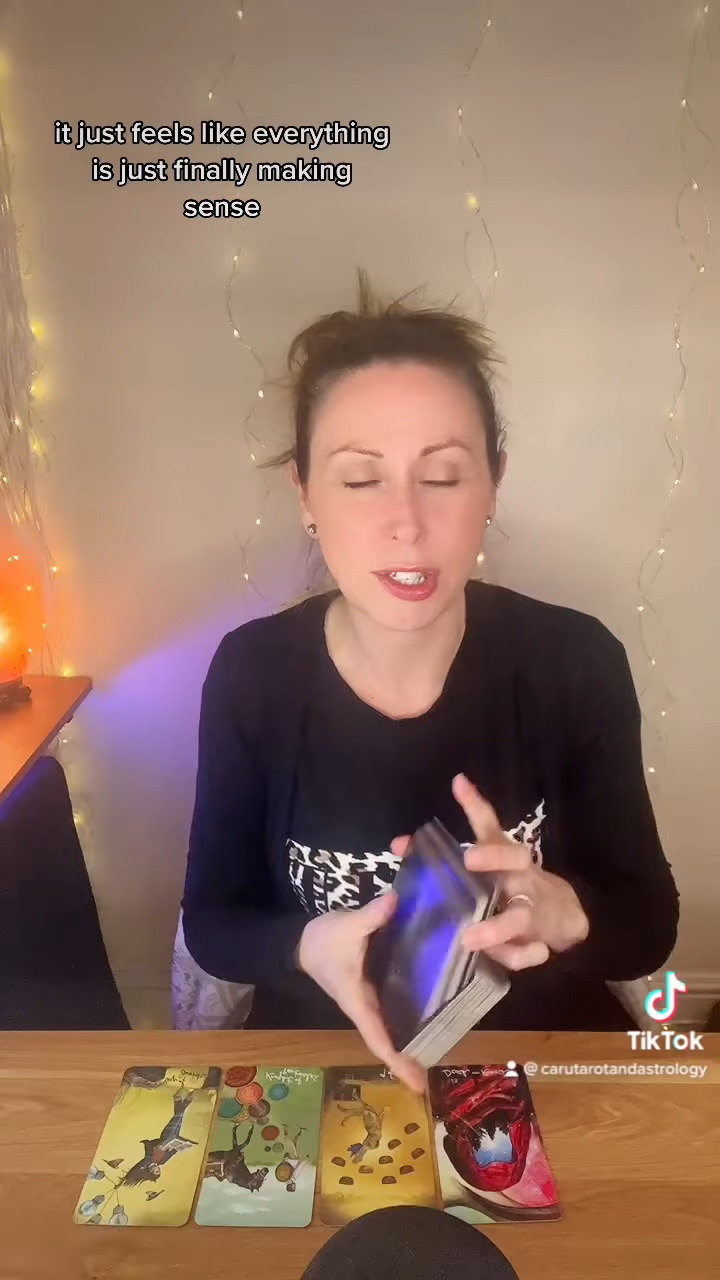 it just feels like everything
is just finally making
sense
TikTok
@carutarotandastrology